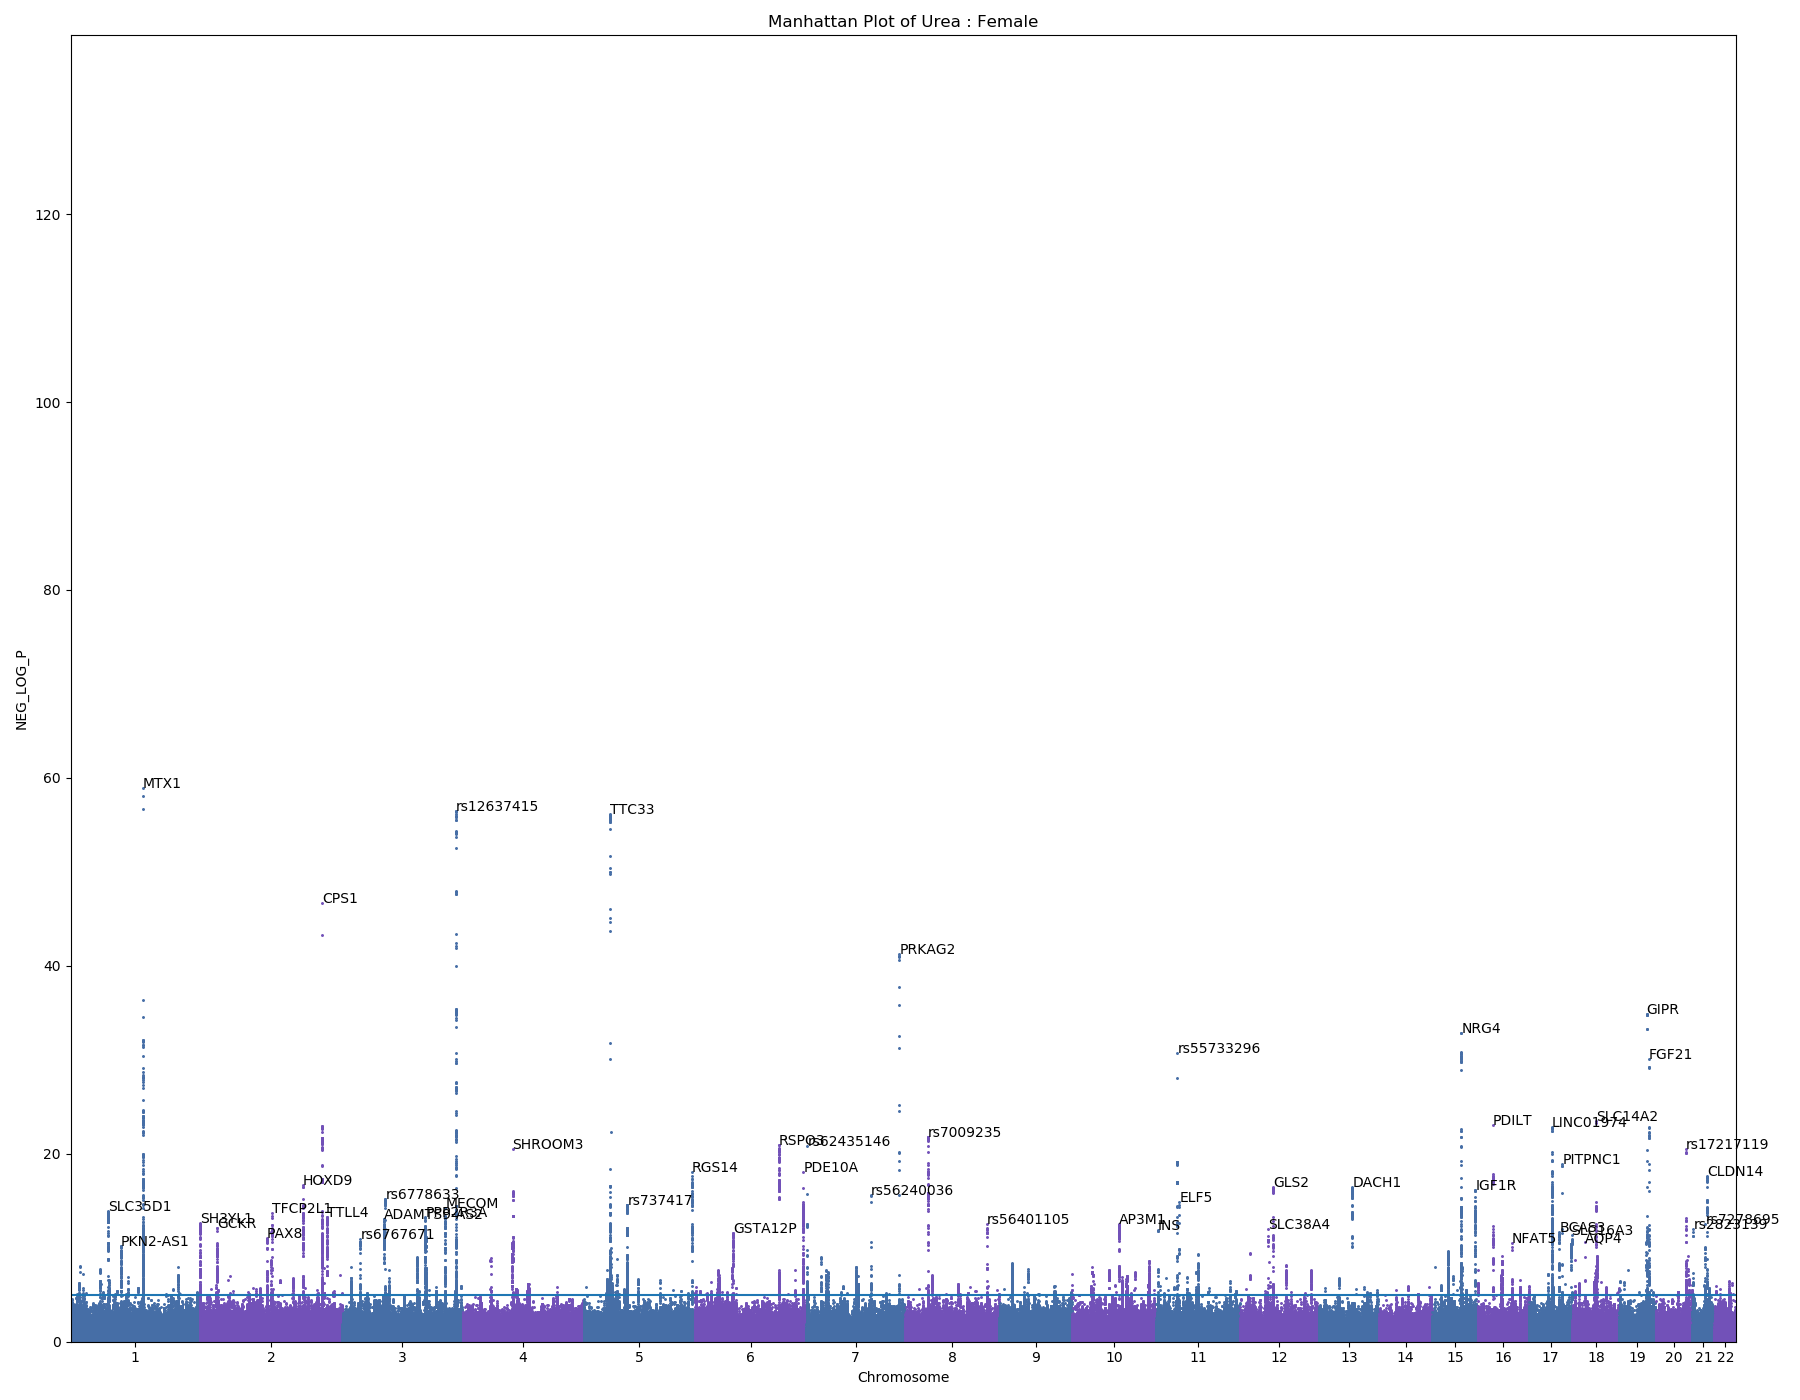 Manhattan Plot of Urea : Female
NEG_LOG_P
120
100
80
60
40
20
0
MTX1
rs12637415
TTC33
CPS1
PRKAG2
GIPR
NRG4
rs55733296
FGF21
SLC14A2
PDILT
LINC01974
rs7009235
SHROOM3
RSPO3
rs62435146
rs17217119
PITPNC1
RGS14
PDE10A
CLDN14
HOXD9
GLS2
DACH1
IGF1R
rs6778633
rs56240036
ELF5
SLC35D1
TFCP2L1
MECOM
rs737417
TTLL4
ADAMTS9-AS2
PPP2R3A
SH3YL1
GCKR
rs56401105
AP3M1
rs7278695
rs2823139
INS
SLC38A4
GSTA12P
BCAS3
SLC16A3
PAX8
rs6767671
PKN2-AS1
NFAT5
AQP4
1 2 3 4 5 6 7 8 9 10 11 12 13 14 15 16 17 18 19 20 21 22
Chromosome